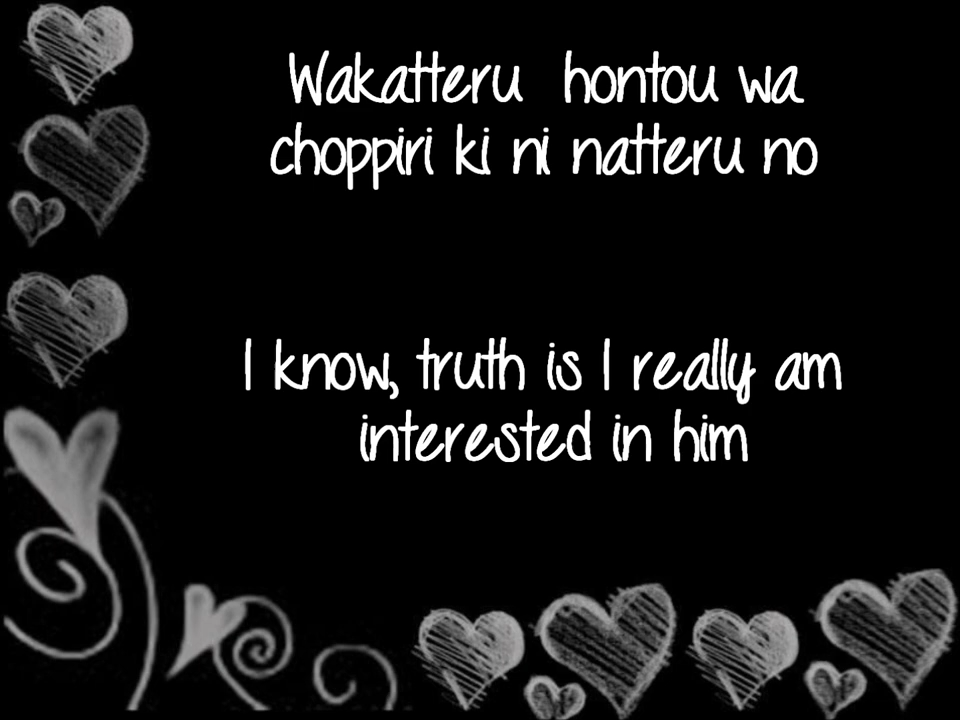 Wakatteru hontou wa
choppiri ki ni natteru no
I know, truth is I really am
interested in him